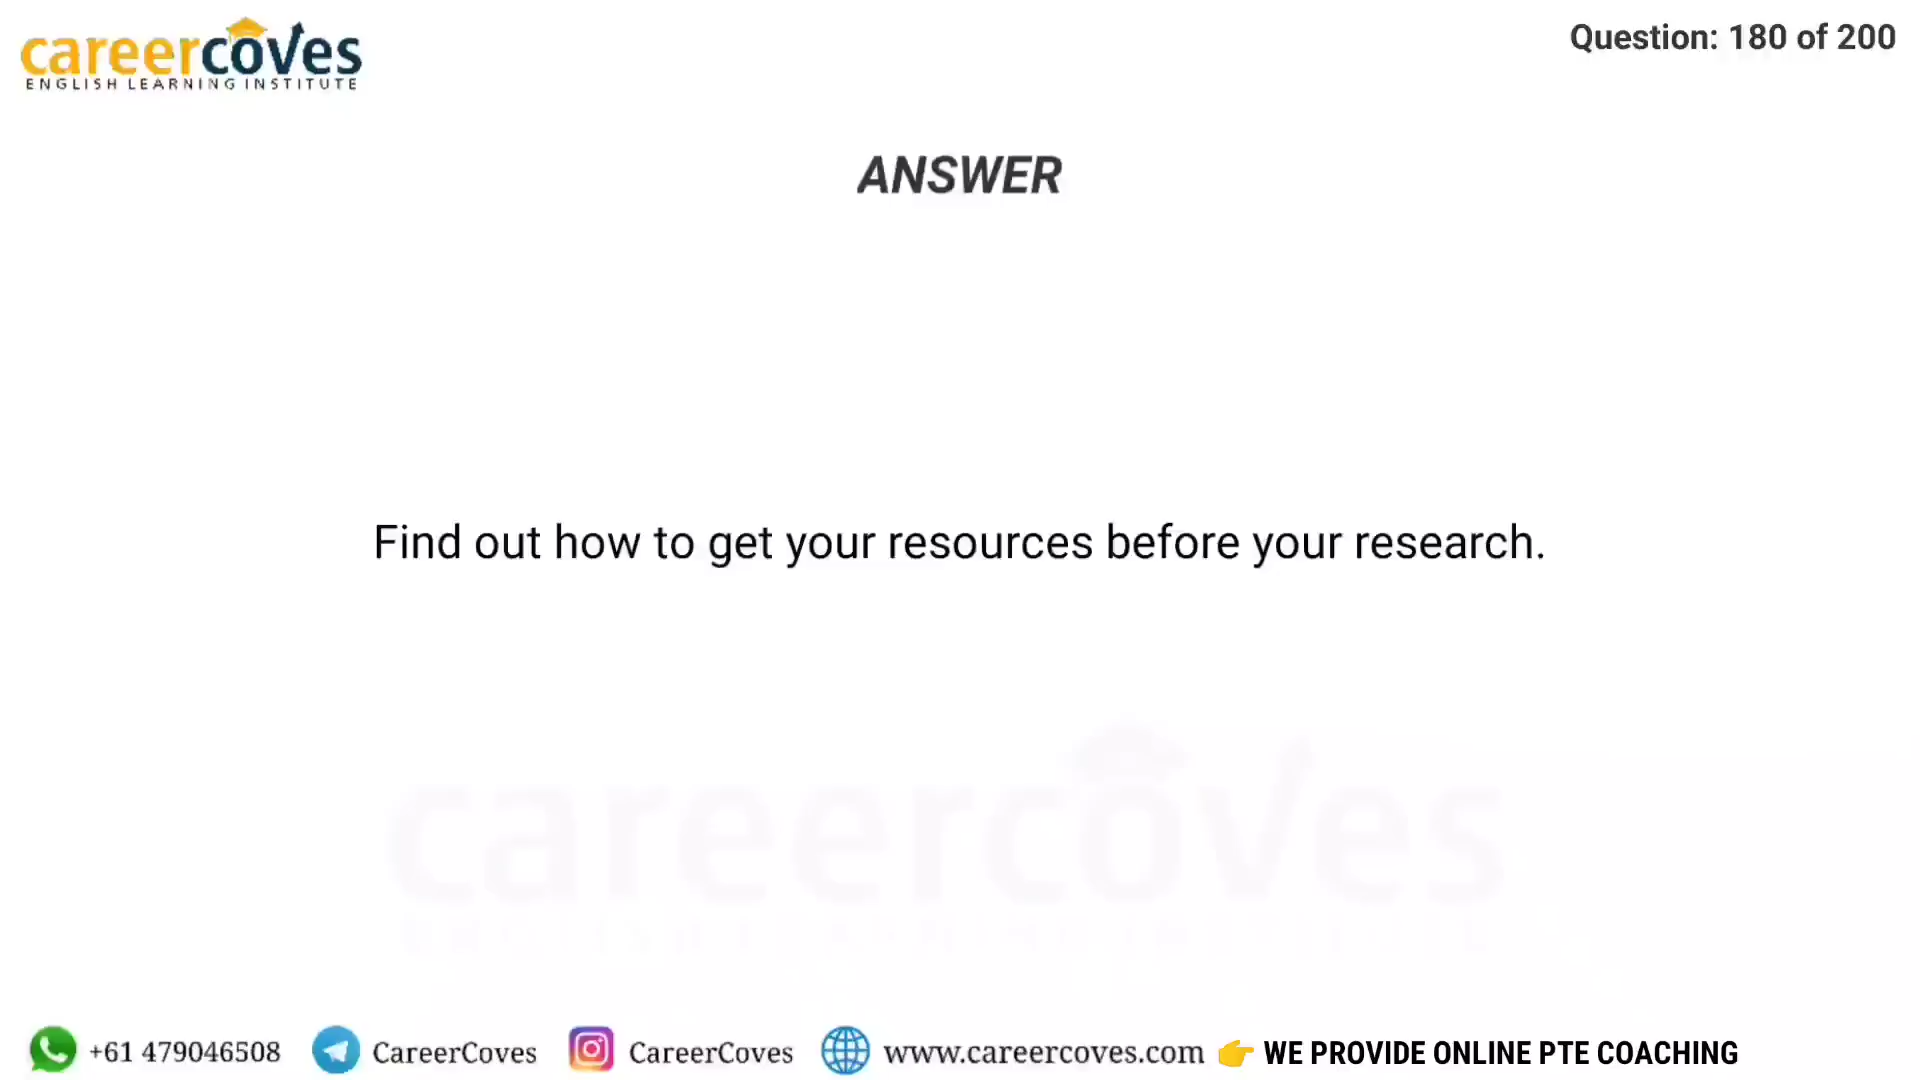 careercoves
ENGLISH LEARNING INSTITUTE
Question: 180 of 200
ANSWER
Find out how to get your resources before your research.
careercoves
+61 479046508 CareerCoves CareerCoves www.careercoves.com WE PROVIDE ONLINE PTE COACHING